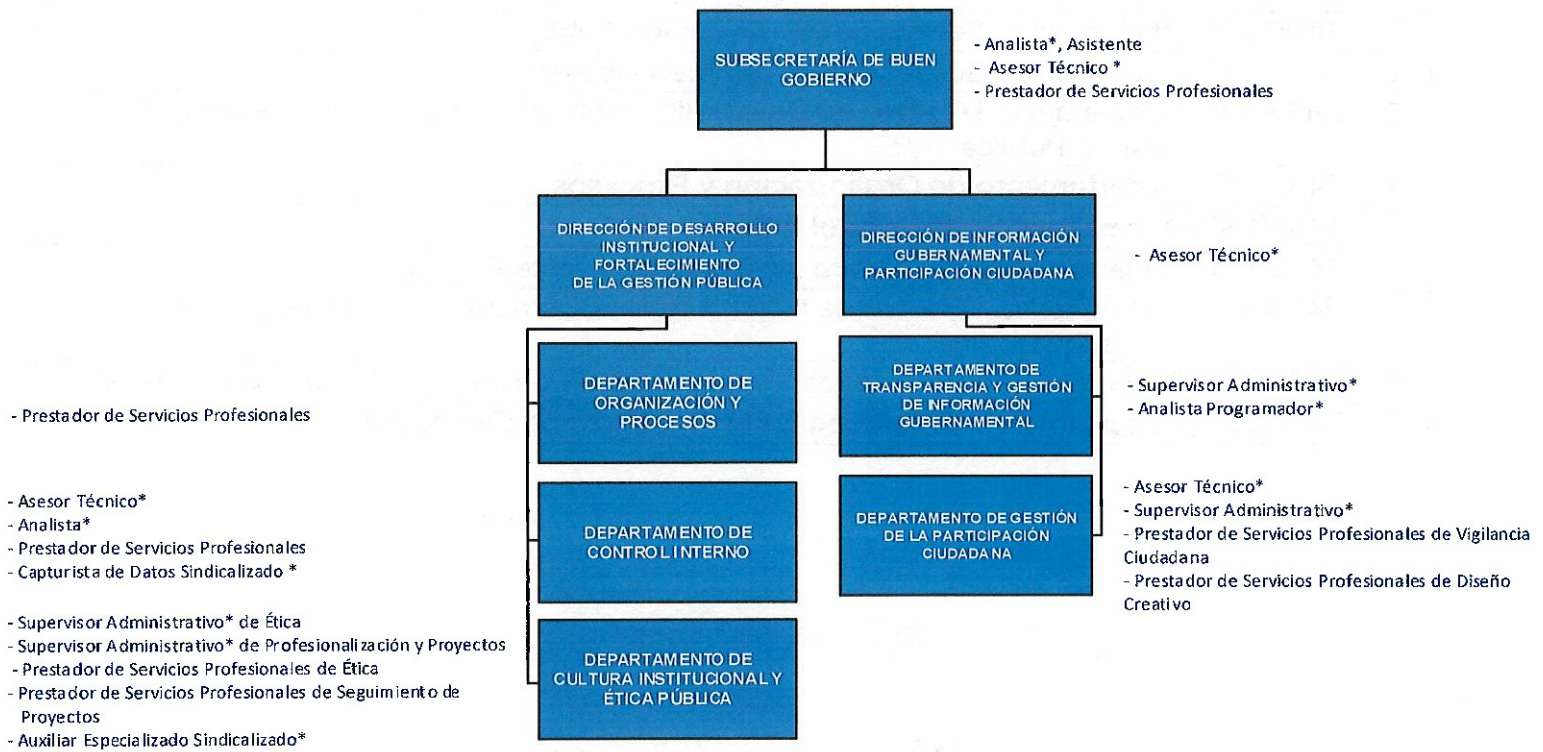 SUBSECRETARÍA DE BUEN
GOBIERNO
- Analista*, Asistente
- Asesor Técnico *
- Prestador de Servicios Profesionales
DIRECCIÓN DE DESARROLLO
INSTITUCIONAL Y
FORTALECIMIENTO
DE LA GESTIÓN PÚBLICA
DIRECCIÓN DE INFORMACIÓN
GUBERNAMENTAL Y
PARTICIPACIÓN CIUDADANA
- Asesor Técnico*
- Prestador de Servicios Profesionales
DEPARTAMENTO DE
ORGANIZACIÓN Y
PROCESOS
DEPARTAMENTO DE
TRANSPARENCIA Y GESTIÓN
DE INFORMACIÓN
GUBERNAMENTAL
- Supervisor Administrativo*
- Analista Programador*
- Asesor Técnico*
- Analista*
- Prestador de Servicios Profesionales
- Capturista de Datos Sindicalizado *
DEPARTAMENTO DE
CONTROL INTERNO
DEPARTAMENTO DE GESTIÓN
DE LA PARTICIPACIÓN
CIUDADANA
- Asesor Técnico*
- Supervisor Administrativo*
- Prestador de Servicios Profesionales de Vigilancia
Ciudadana
- Prestador de Servicios Profesionales de Diseño
Creativo
- Supervisor Administrativo* de Ética
- Supervisor Administrativo* de Profesionalización y Proyectos
- Prestador de Servicios Profesionales de Ética
- Prestador de Servicios Profesionales de Seguimiento de
Proyectos
- Auxiliar Especializado Sindicalizado*
DEPARTAMENTO DE
CULTURA INSTITUCIONAL Y
ÉTICA PÚBLICA